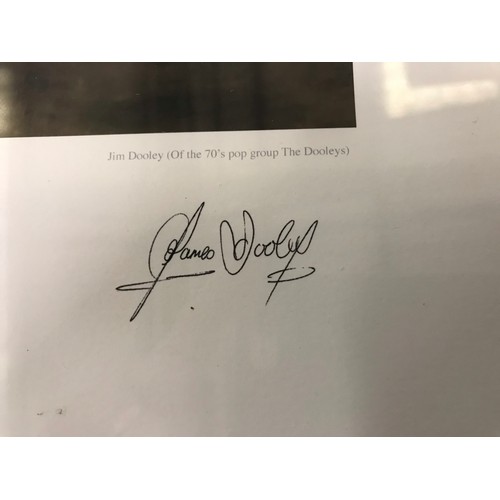 Jim Dooley (Of the 70's pop group The Dooleys)
James Dooley